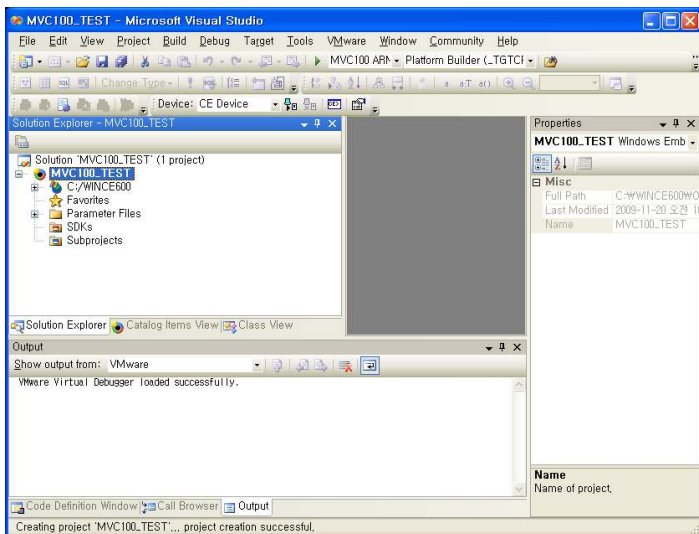 MVC100_TEST - Microsoft Visual Studio
File Edit View Project Build Debug Target Tools VMware Window Community Help
MVC100 ARM Platform Builder (_TGTCP
Change Type
Device: CE Device
Solution Explorer - MVC100_TEST
Solution 'MVC100_TEST' (1 project)
MVC100_TEST
C:/WINCE600
Favorites
Parameter Files
SDKs
Subprojects
Solution Explorer Catalog Items View Class View
Properties
MVC100_TEST Windows Emb
Misc
Full Path C:₩WINCE600₩O
Last Modified 2009-11-20 오전 1
Name MVC100_TEST
Output
Show output from: VMware
VMware Virtual Debugger loaded successfully.
Name
Name of project.
Code Definition Window Call Browser Output
Creating project 'MVC100_TEST'... project creation successful.